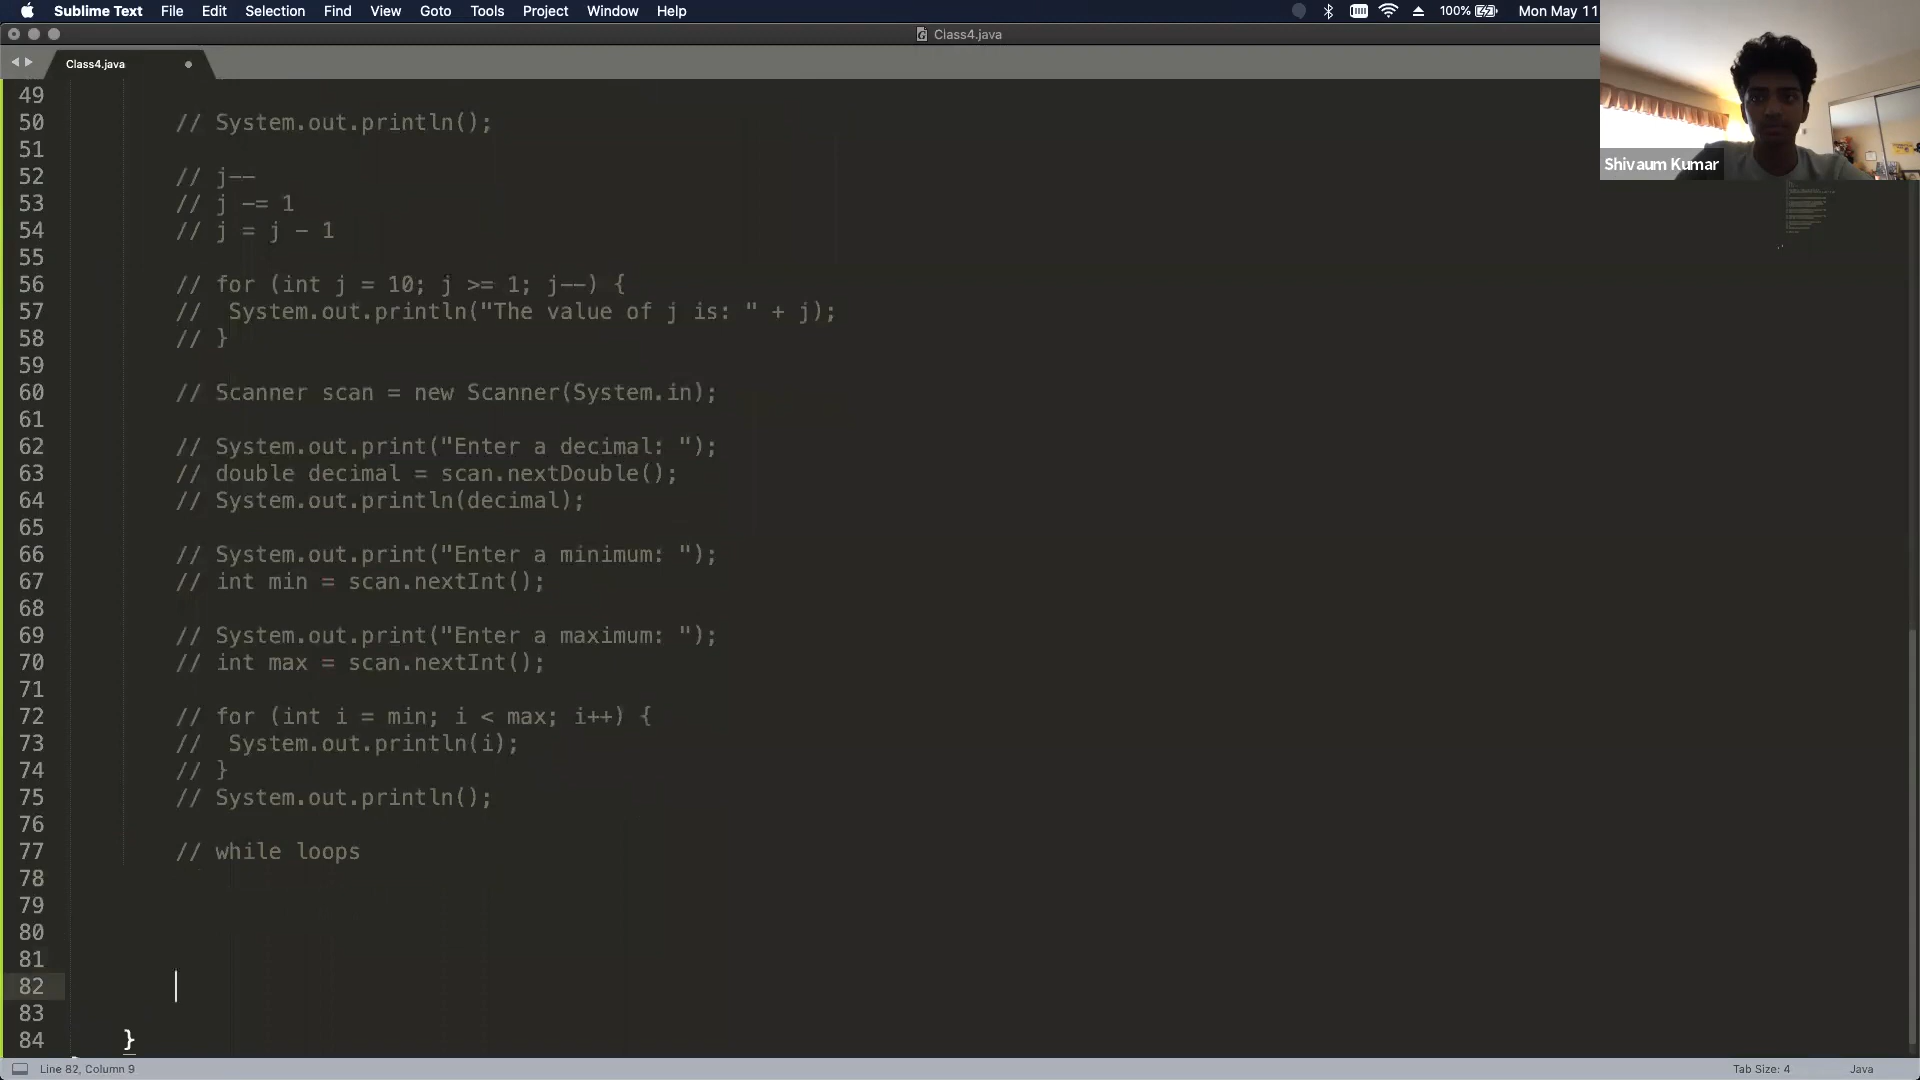 Sublime Text File Edit Selection Find View Goto Tools Project Window Help 100% Mon May 11
Class4.java
Class4.java
Shivaum Kumar
49
50 // System.out.println();
51
52 // j--
53 // j -= 1
54 // j = j - 1
55
56 // for (int j = 10; j >= 1; j--) {
57 //  System.out.println("The value of j is: " + j);
58 // }
59
60 // Scanner scan = new Scanner(System.in);
61
62 // System.out.print("Enter a decimal: ");
63 // double decimal = scan.nextDouble();
64 // System.out.println(decimal);
65
66 // System.out.print("Enter a minimum: ");
67 // int min = scan.nextInt();
68
69 // System.out.print("Enter a maximum: ");
70 // int max = scan.nextInt();
71
72 // for (int i = min; i < max; i++) {
73 //  System.out.println(i);
74 // }
75 // System.out.println();
76
77 // while loops
78
79
80
81
82
83
84 }
Line 82, Column 9 Tab Size: 4 Java